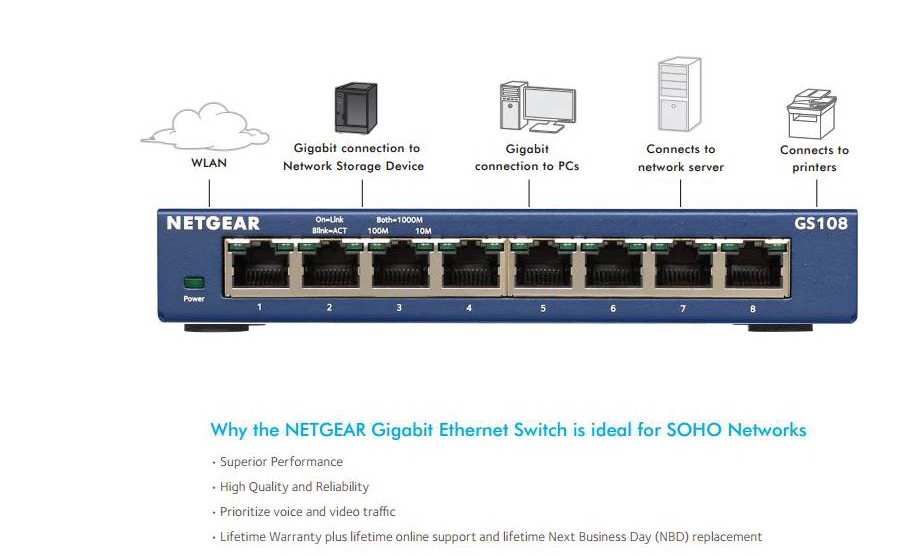 WLAN
Gigabit connection to
Network Storage Device
Gigabit
connection to PCs
Connects to
network server
Connects to
printers
NETGEAR
On=Link
Blink=ACT
Both=1000M
100M 10M
GS108
Power
1 2 3 4 5 6 7 8
Why the NETGEAR Gigabit Ethernet Switch is ideal for SOHO Networks
· Superior Performance
· High Quality and Reliability
· Prioritize voice and video traffic
· Lifetime Warranty plus lifetime online support and lifetime Next Business Day (NBD) replacement